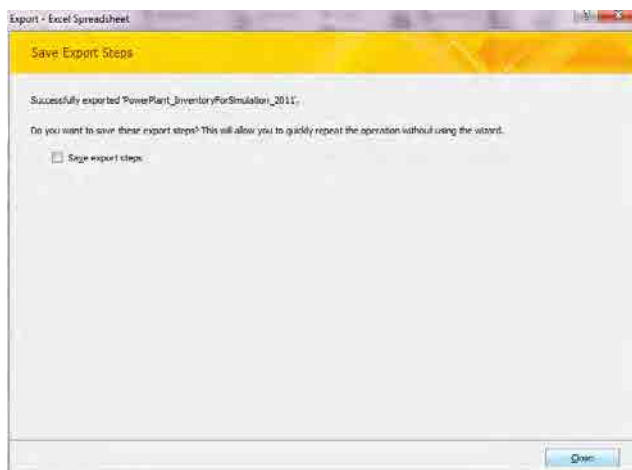 Export - Excel Spreadsheet
Save Export Steps
Successfully exported 'PowerPlant_InventoryForSimulation_2011'.
Do you want to save these export steps? This will allow you to quickly repeat the operation without using the wizard.
Save export steps
Close